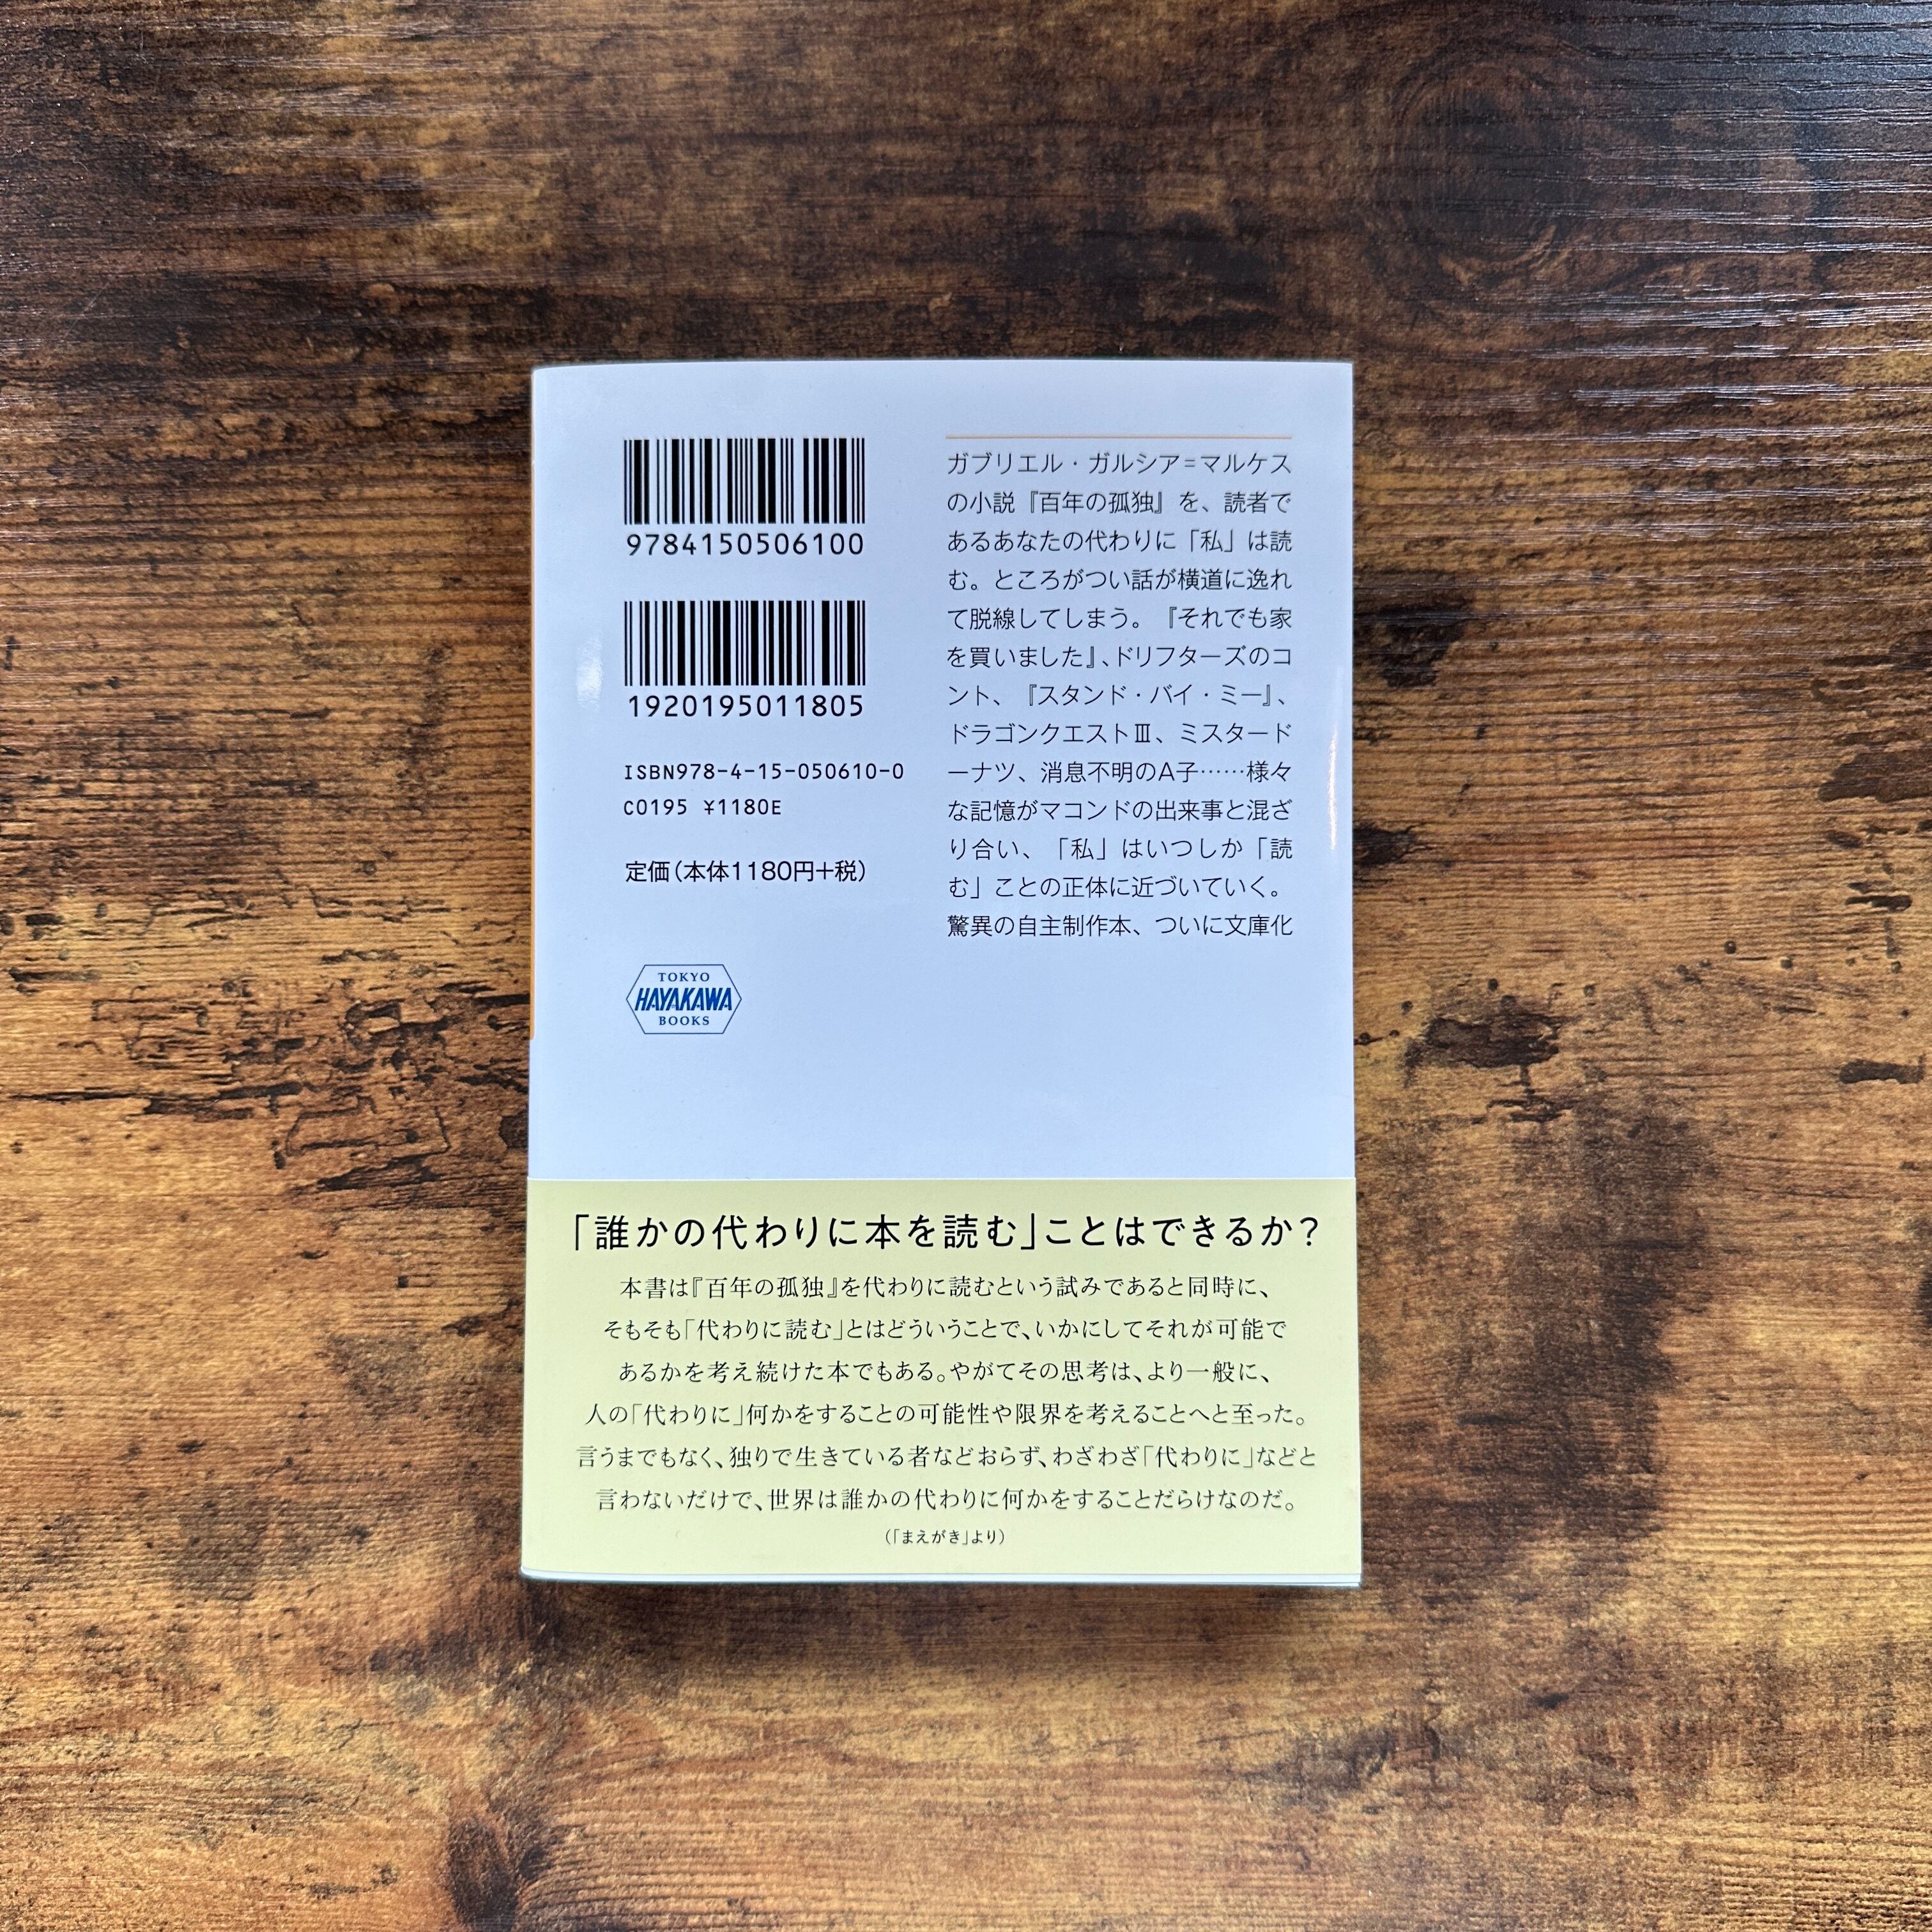 9784150506100
1920195011805
ISBN978-4-15-050610-0
C0195 ¥1180E
定価(本体1180円+税)
TOKYO
HAYAKAWA
BOOKS
ガブリエル・ガルシア=マルケス
の小説『百年の孤独』を、読者で
あるあなたの代わりに「私」は読
む。ところがつい話が横道に逸れ
て脱線してしまう。『それでも家
を買いました』、ドリフターズのコ
ント、『スタンド・バイ・ミー』、
ドラゴンクエストⅢ、ミスタード
ーナツ、消息不明のA子……様々
な記憶がマコンドの出来事と混ざ
り合い、「私」はいつしか「読
む」ことの正体に近づいていく。
驚異の自主制作本、ついに文庫化
「誰かの代わりに本を読む」ことはできるか?
本書は『百年の孤独』を代わりに読むという試みであると同時に、
そもそも「代わりに読む」とはどういうことで、いかにしてそれが可能で
あるかを考え続けた本でもある。やがてその思考は、より一般に、
人の「代わりに」何かをすることの可能性や限界を考えることへと至った。
言うまでもなく、独りで生きている者などおらず、わざわざ「代わりに」などと
言わないだけで、世界は誰かの代わりに何かをすることだらけなのだ。
(「まえがき」より)